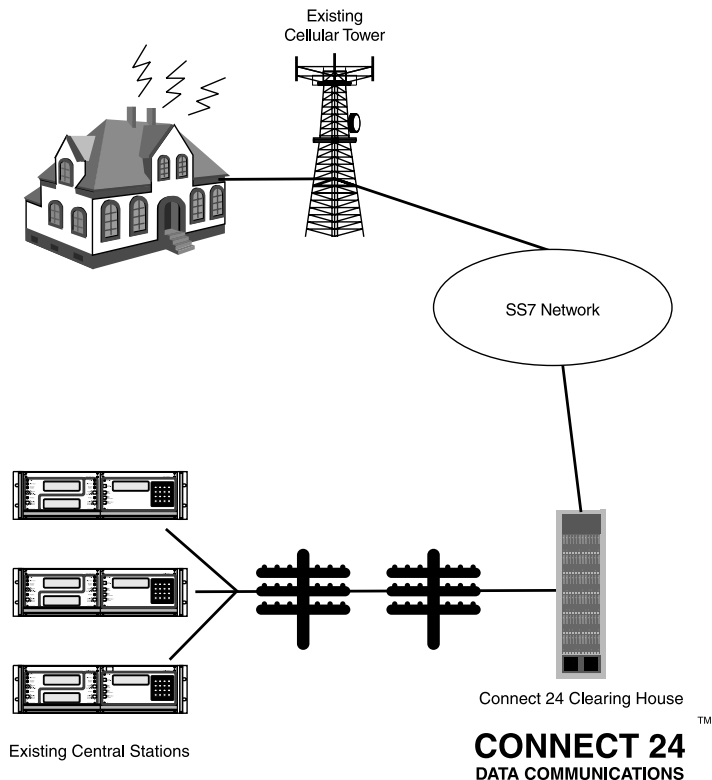 Existing
Cellular Tower
SS7 Network
Connect 24 Clearing House
Existing Central Stations
™
CONNECT 24
DATA COMMUNICATIONS